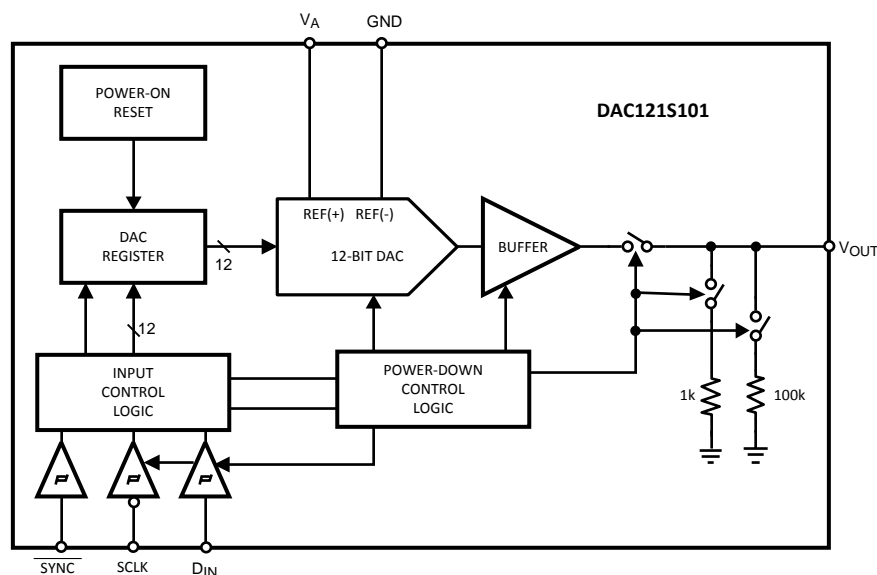 VA GND
POWER-ON
RESET
DAC121S101
REF(+) REF(-)
DAC
REGISTER
12
12-BIT DAC
BUFFER
VOUT
12
INPUT
CONTROL
LOGIC
POWER-DOWN
CONTROL
LOGIC
1k
100k
SYNC SCLK DIN